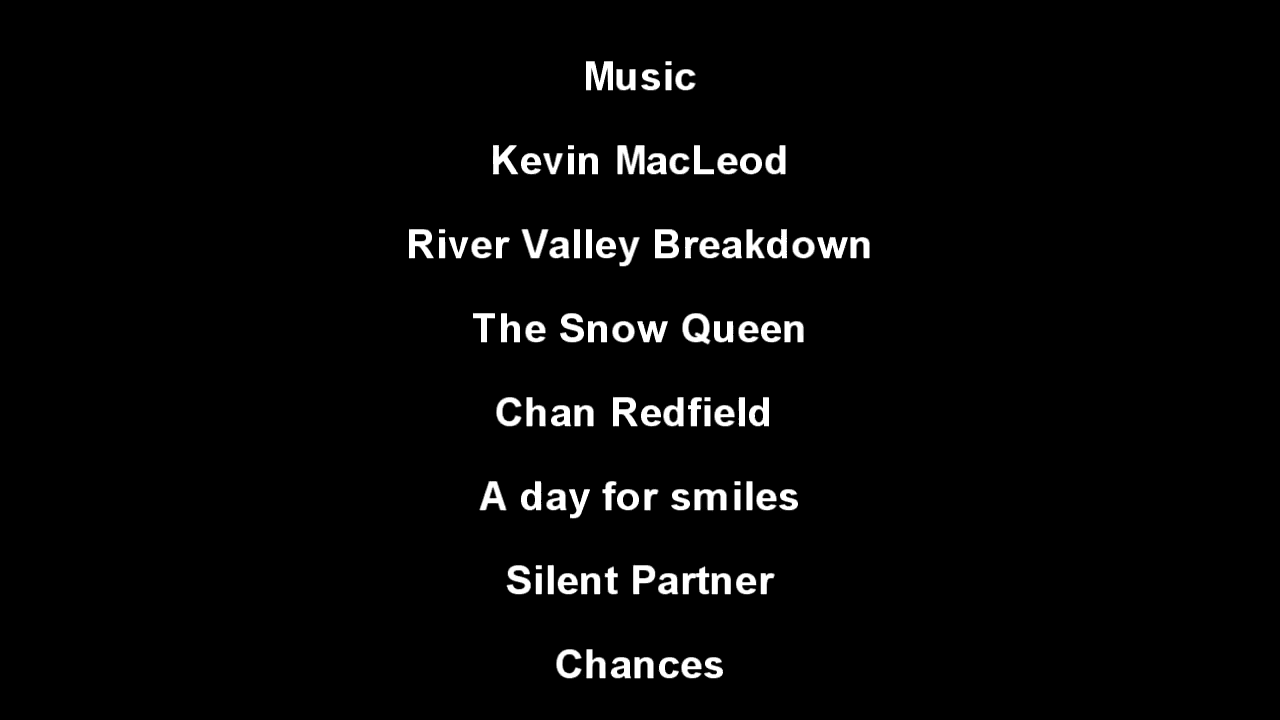 Music
Kevin MacLeod
River Valley Breakdown
The Snow Queen
Chan Redfield
A day for smiles
Silent Partner
Chances